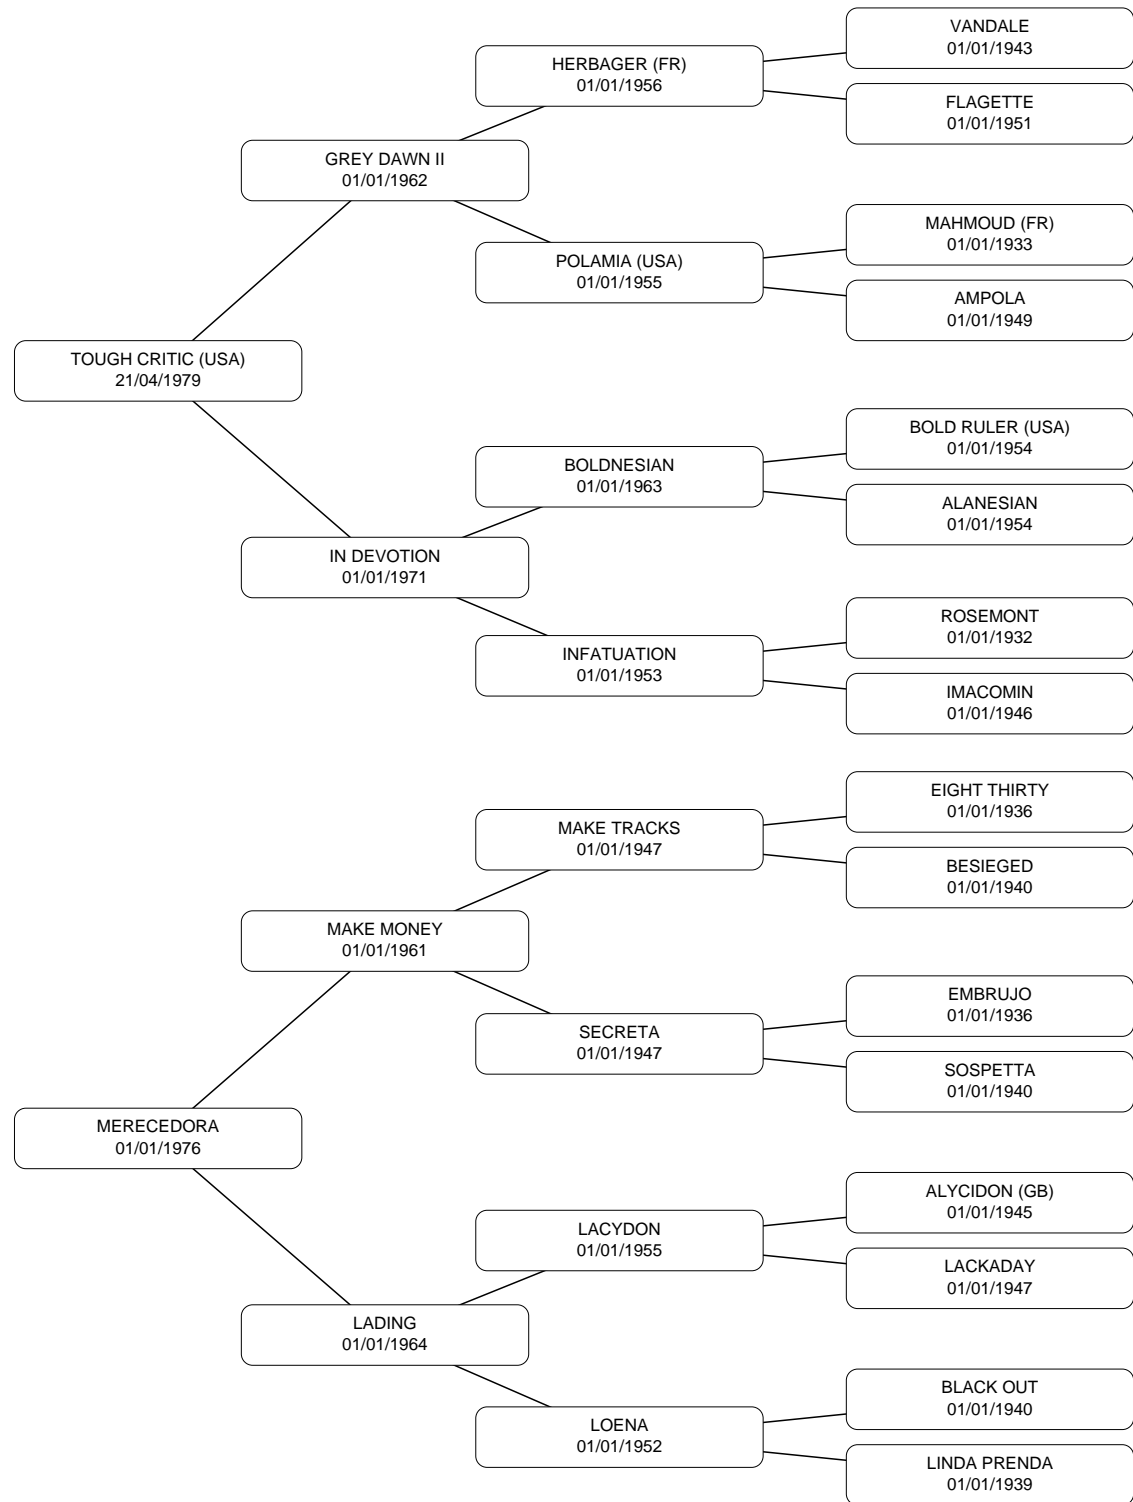 VANDALE
01/01/1943
HERBAGER (FR)
01/01/1956
FLAGETTE
01/01/1951
GREY DAWN II
01/01/1962
MAHMOUD (FR)
01/01/1933
POLAMIA (USA)
01/01/1955
AMPOLA
01/01/1949
TOUGH CRITIC (USA)
21/04/1979
BOLD RULER (USA)
01/01/1954
BOLDNESIAN
01/01/1963
ALANESIAN
01/01/1954
IN DEVOTION
01/01/1971
ROSEMONT
01/01/1932
INFATUATION
01/01/1953
IMACOMIN
01/01/1946
EIGHT THIRTY
01/01/1936
MAKE TRACKS
01/01/1947
BESIEGED
01/01/1940
MAKE MONEY
01/01/1961
EMBRUJO
01/01/1936
SECRETA
01/01/1947
SOSPETTA
01/01/1940
MERECEDORA
01/01/1976
ALYCIDON (GB)
01/01/1945
LACYDON
01/01/1955
LACKADAY
01/01/1947
LADING
01/01/1964
BLACK OUT
01/01/1940
LOENA
01/01/1952
LINDA PRENDA
01/01/1939